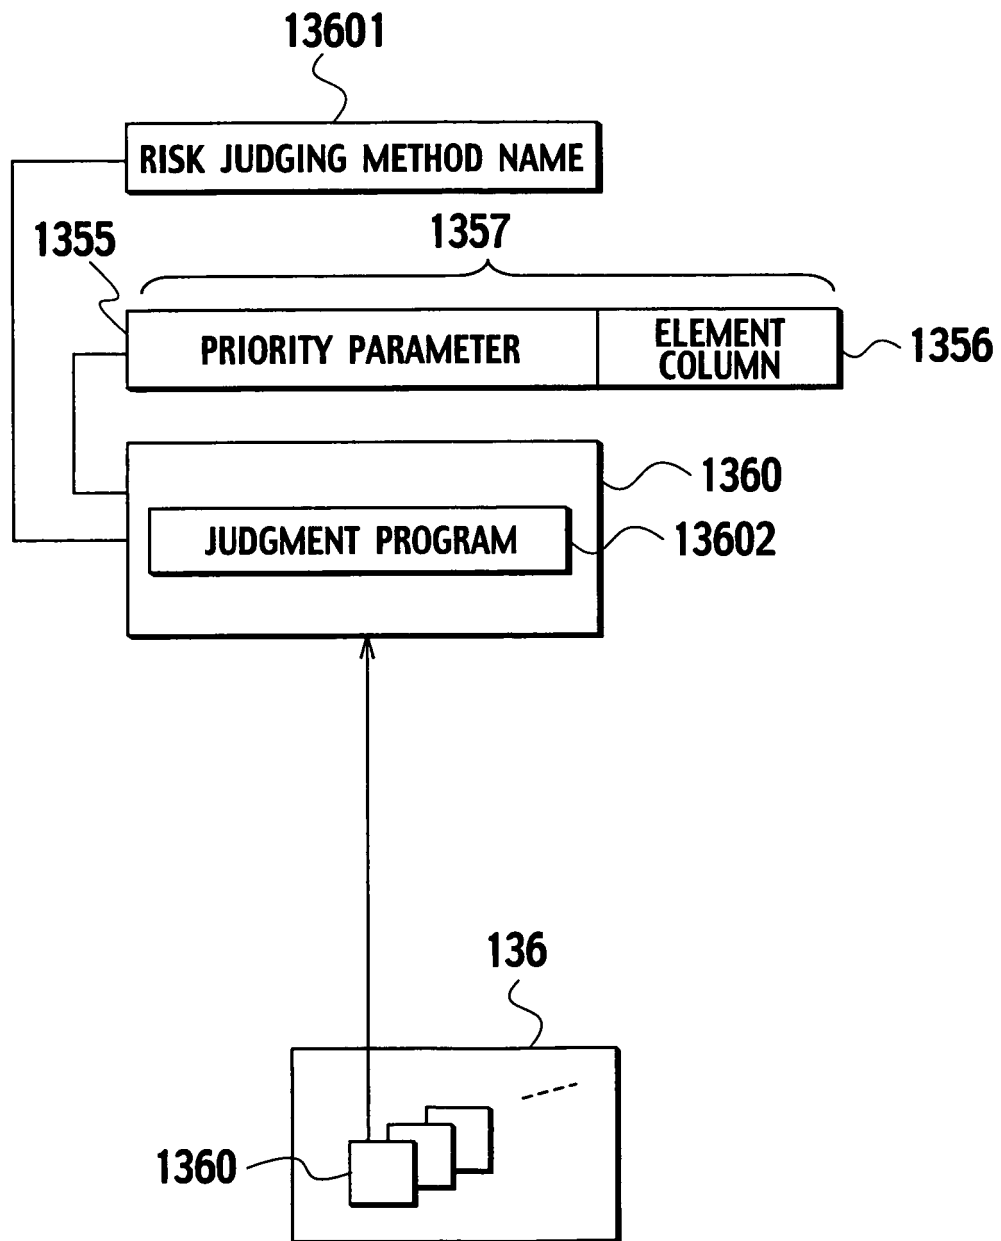 13601
RISK JUDGING METHOD NAME
1355
1357
PRIORITY PARAMETER
ELEMENT
COLUMN
1356
1360
JUDGMENT PROGRAM
13602
136
1360